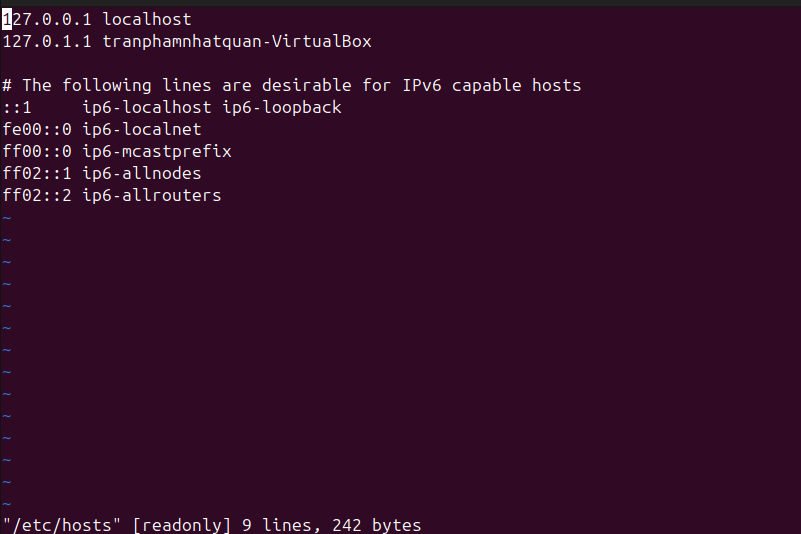 127.0.0.1 localhost
127.0.1.1 tranphamnhatquan-VirtualBox

# The following lines are desirable for IPv6 capable hosts
::1     ip6-localhost ip6-loopback
fe00::0 ip6-localnet
ff00::0 ip6-mcastprefix
ff02::1 ip6-allnodes
ff02::2 ip6-allrouters
~
~
~
~
~
~
~
~
~
~
~
~
~
~
"/etc/hosts" [readonly] 9 lines, 242 bytes